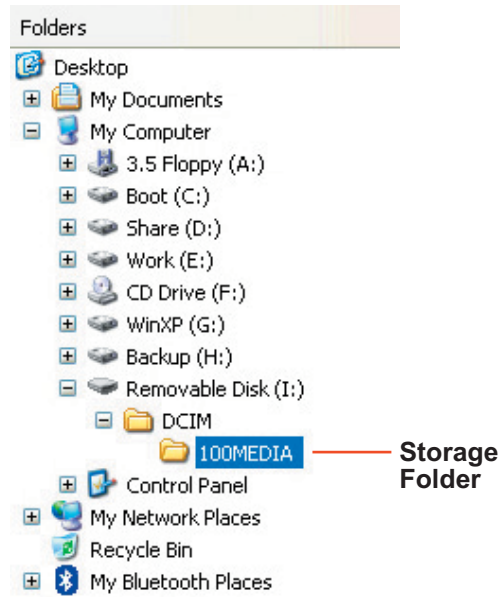 Folders
Desktop
My Documents
My Computer
3.5 Floppy (A:)
Boot (C:)
Share (D:)
Work (E:)
CD Drive (F:)
WinXP (G:)
Backup (H:)
Removable Disk (I:)
DCIM
100MEDIA
Storage
Folder
Control Panel
My Network Places
Recycle Bin
My Bluetooth Places